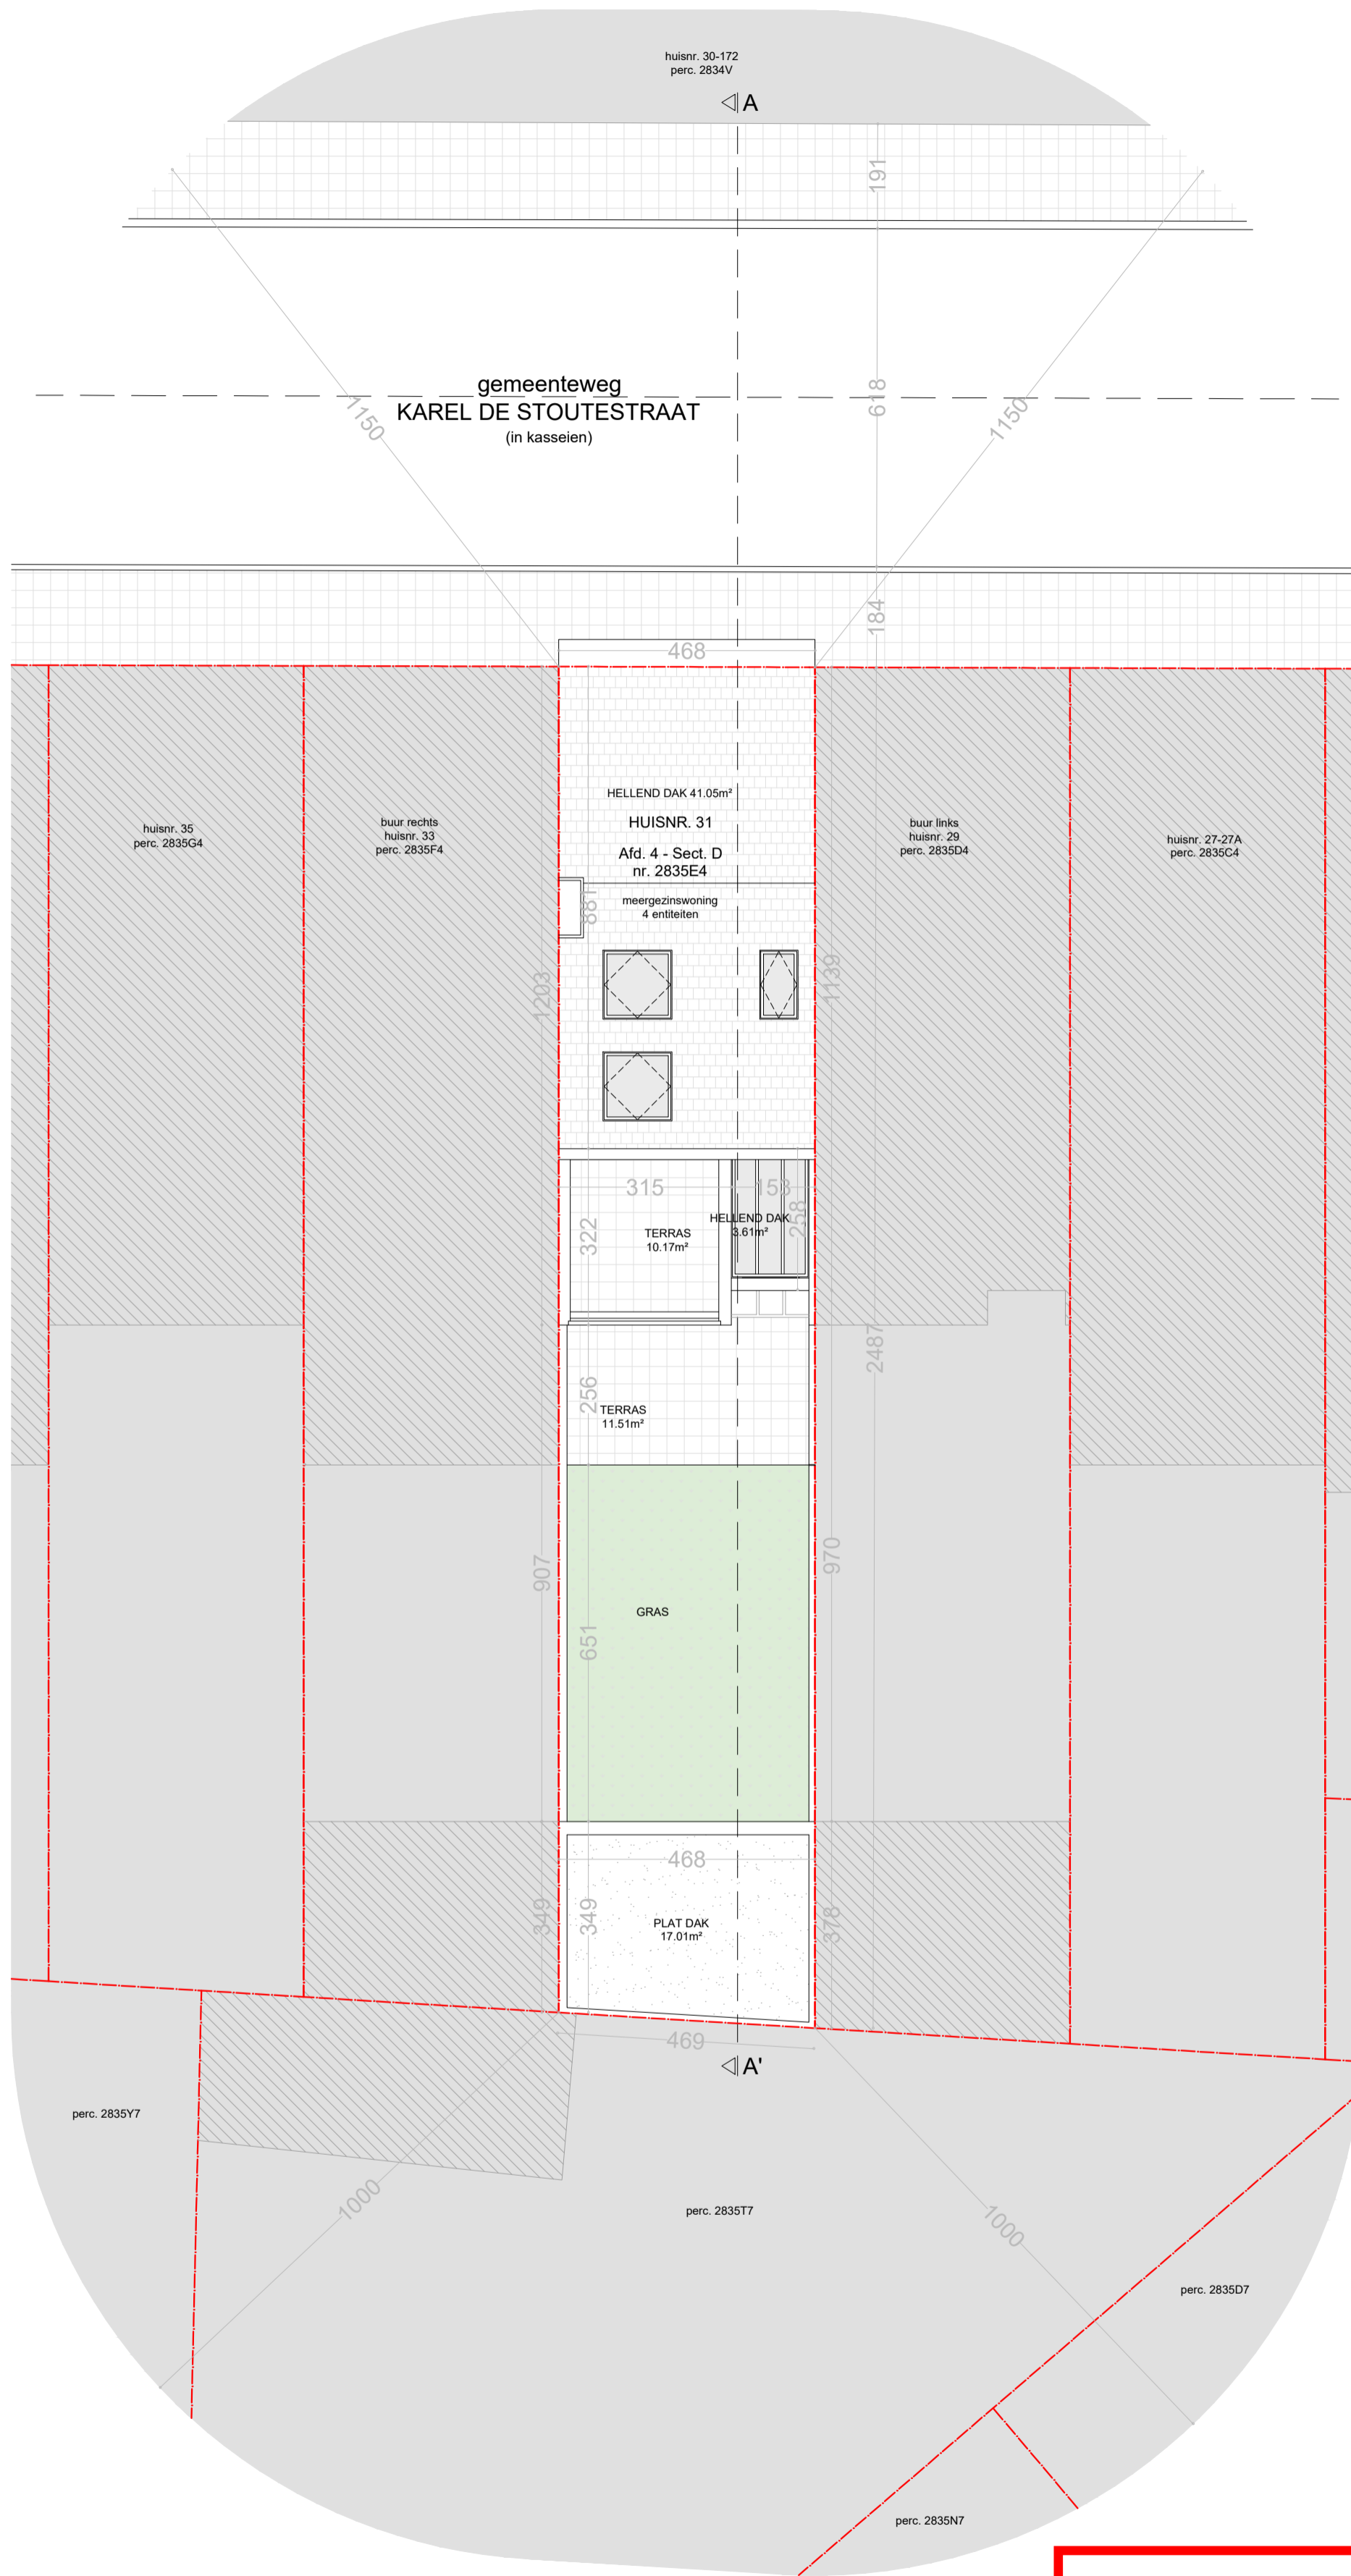 huisnr. 30-172
perc. 2834V
A
191
gemeenteweg
KAREL DE STOUTESTRAAT
(in kasseien)
1150
618
1150
184
468
HELLEND DAK 41.05m²
HUISNR. 31
Afd. 4 - Sect. D
nr. 2835E4
meergezinswoning
4 entiteiten
huisnr. 35
perc. 2835G4
buur rechts
huisnr. 33
perc. 2835F4
buur links
huisnr. 29
perc. 2835D4
huisnr. 27-27A
perc. 2835C4
881
1203
1139
315
153
322
TERRAS
10.17m²
HELLEND DAK
3.61m²
258
2487
256
TERRAS
11.51m²
907
970
GRAS
651
468
349
349
PLAT DAK
17.01m²
378
469
A'
perc. 2835Y7
1000
perc. 2835T7
1000
perc. 2835D7
perc. 2835N7